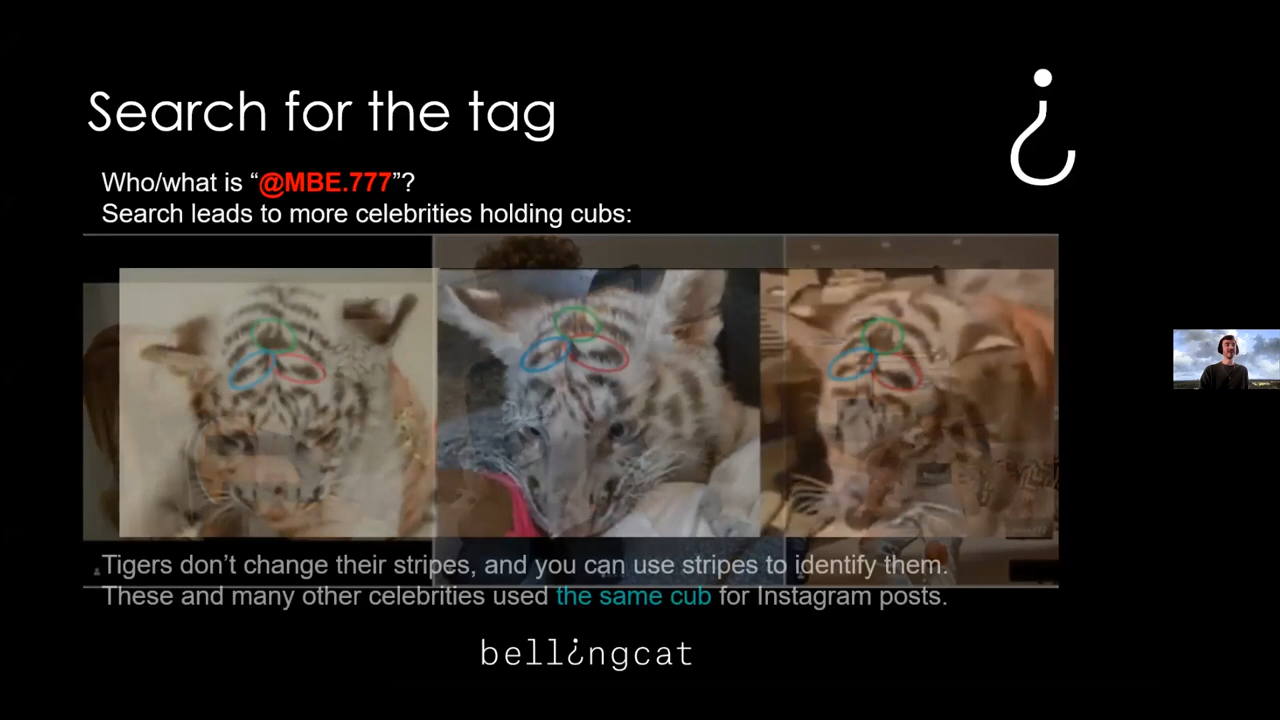 Search for the tag
Who/what is “@MBE.777”?
Search leads to more celebrities holding cubs:
Tigers don’t change their stripes, and you can use stripes to identify them.
These and many other celebrities used the same cub for Instagram posts.
bell¿ngcat